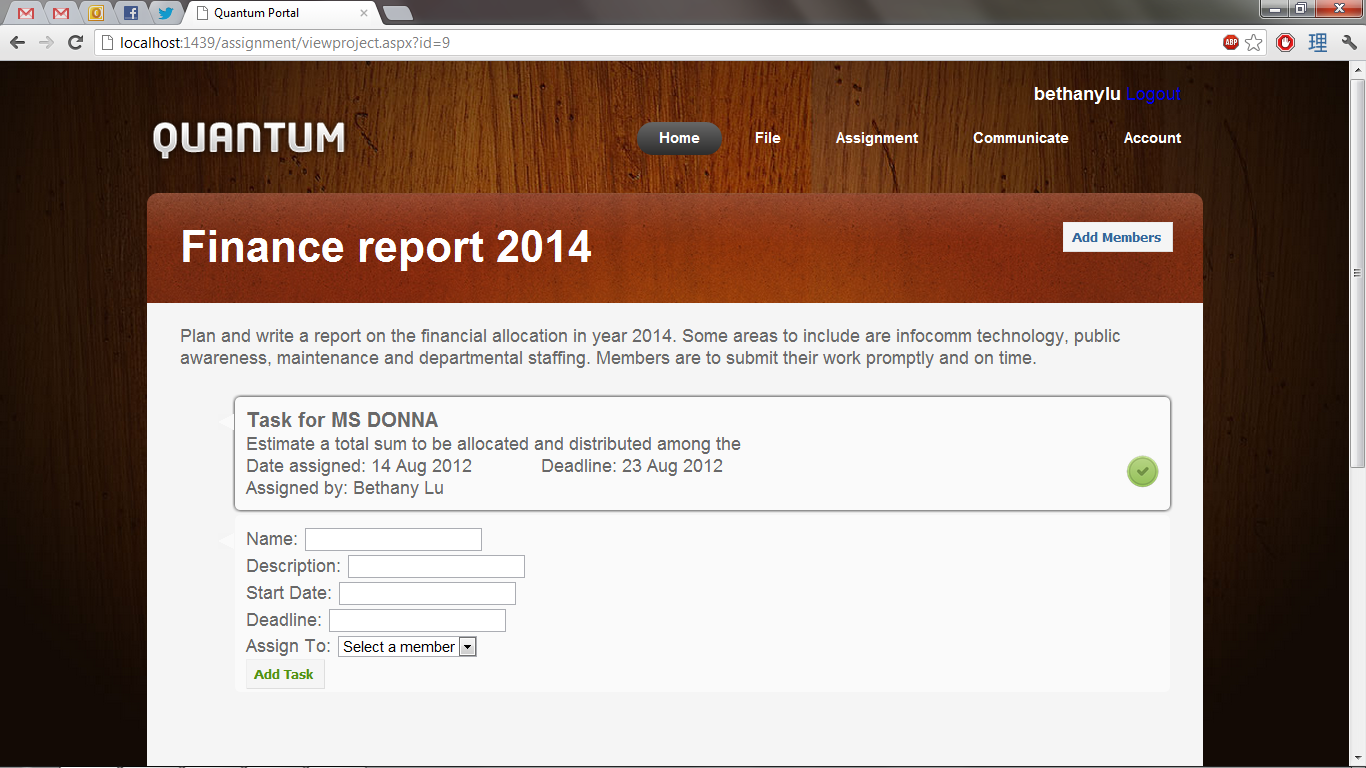 Quantum Portal
localhost:1439/assignment/viewproject.aspx?id=9
ABP
理
bethanylu Logout
QUANTUM
Home File Assignment Communicate Account
Finance report 2014
Add Members
Plan and write a report on the financial allocation in year 2014. Some areas to include are infocomm technology, public
awareness, maintenance and departmental staffing. Members are to submit their work promptly and on time.
Task for MS DONNA
Estimate a total sum to be allocated and distributed among the
Date assigned: 14 Aug 2012 Deadline: 23 Aug 2012
Assigned by: Bethany Lu
Name:
Description:
Start Date:
Deadline:
Assign To: Select a member
Add Task